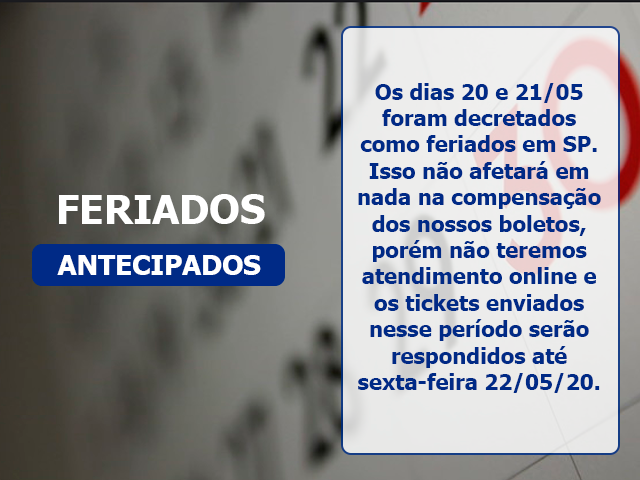 FERIADOS
ANTECIPADOS
Os dias 20 e 21/05
foram decretados
como feriados em SP.
Isso não afetará em
nada na compensação
dos nossos boletos,
porém não teremos
atendimento online e
os tickets enviados
nesse período serão
respondidos até
sexta-feira 22/05/20.